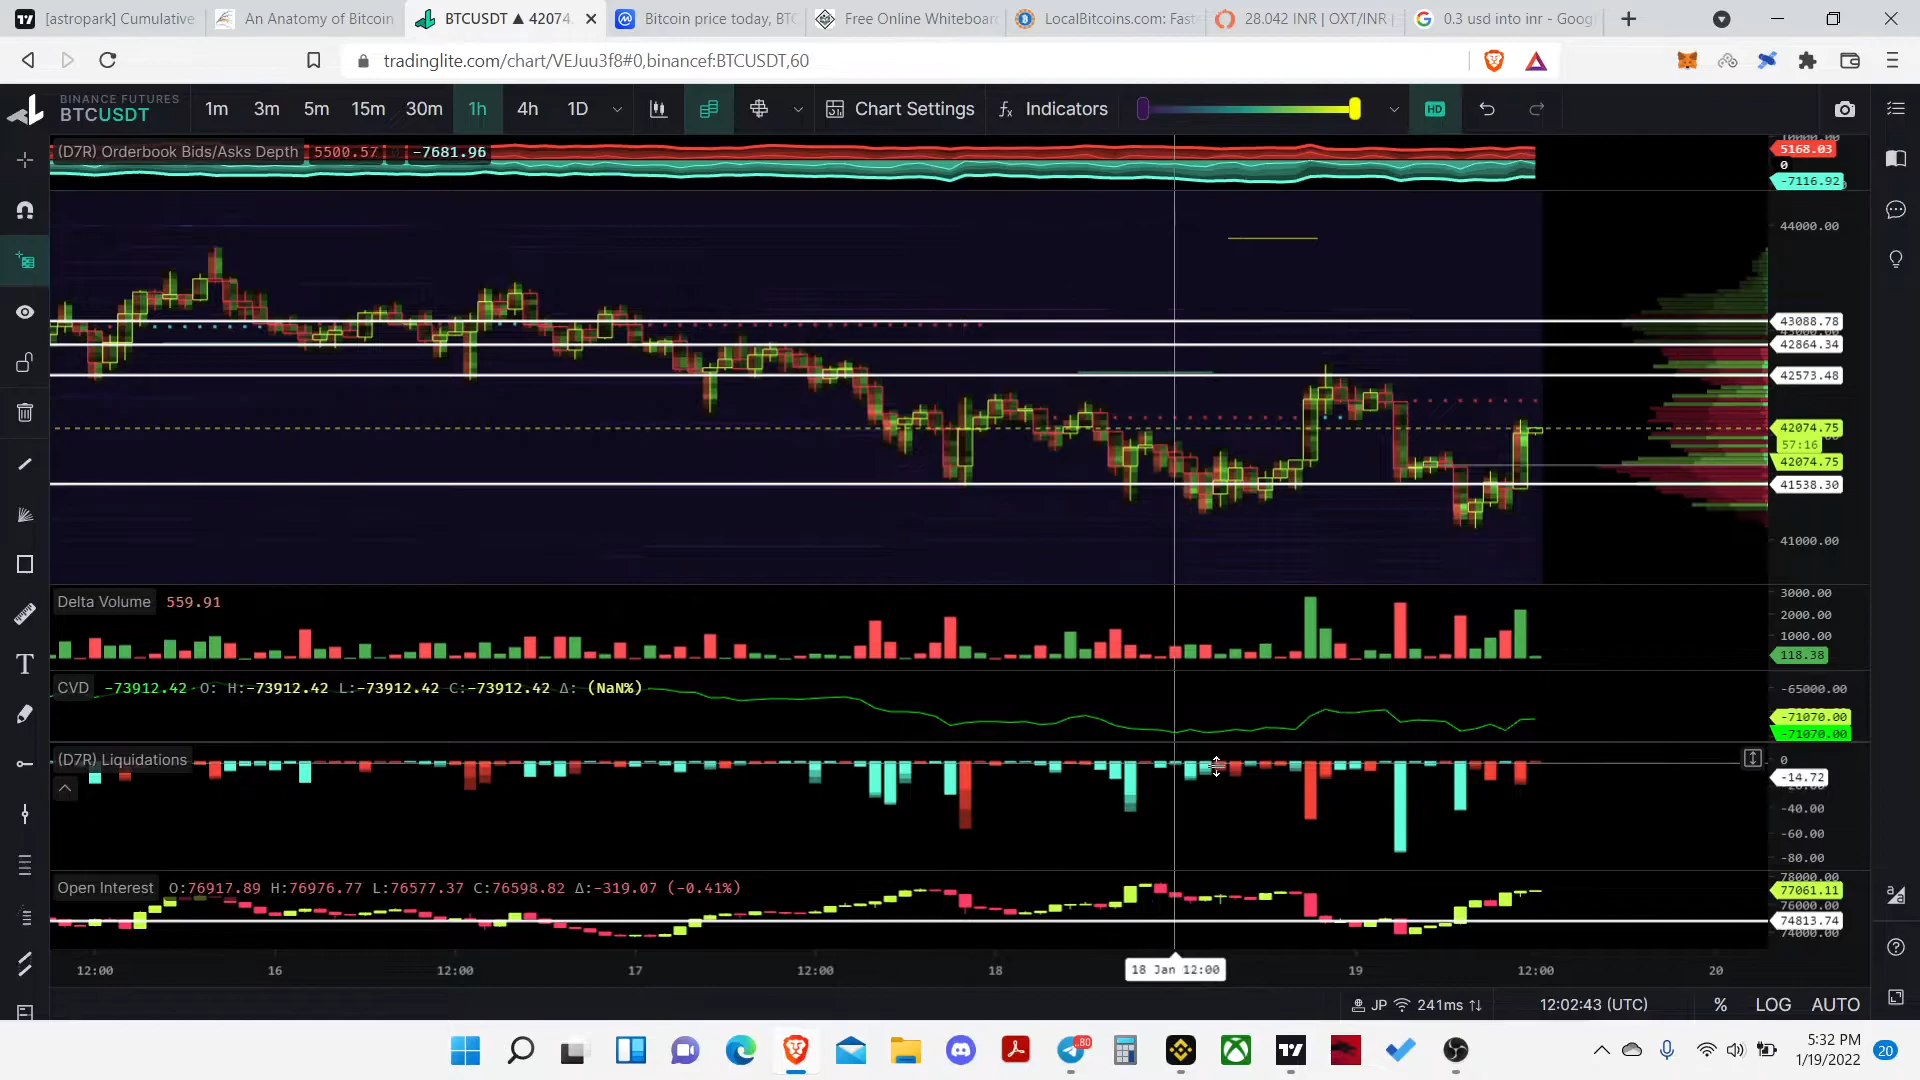 [astropark] Cumulative
An Anatomy of Bitcoin
BTCUSDT ▲ 42074.
Bitcoin price today, BTC
Free Online Whiteboar
LocalBitcoins.com: Fast
28.042 INR | OXT/INR |
0.3 usd into inr - Goog
tradinglite.com/chart/VEJuu3f8#0,binancef:BTCUSDT,60
BINANCE FUTURES
BTCUSDT
1m 3m 5m 15m 30m 1h 4h 1D
Chart Settings
Indicators
HD
(D7R) Orderbook Bids/Asks Depth 5500.57 -7681.96
5168.03
0
-7116.92
44000.00
43088.78
42864.34
42573.48
42074.75
57:16
42074.75
41538.30
41000.00
Delta Volume 559.91
3000.00
2000.00
1000.00
118.38
CVD -73912.42 O: H:-73912.42 L:-73912.42 C:-73912.42 Δ: (NaN%)
-65000.00
-71070.00
-71070.00
(D7R) Liquidations
0
-14.72
-40.00
-60.00
-80.00
Open Interest O:76917.89 H:76976.77 L:76577.37 C:76598.82 Δ:-319.07 (-0.41%)
78000.00
77061.11
76000.00
74813.74
74000.00
12:00 16 12:00 17 12:00 18 18 Jan 12:00 19 12:00 20
JP 241ms 12:02:43 (UTC) % LOG AUTO
80
5:32 PM
1/19/2022
20